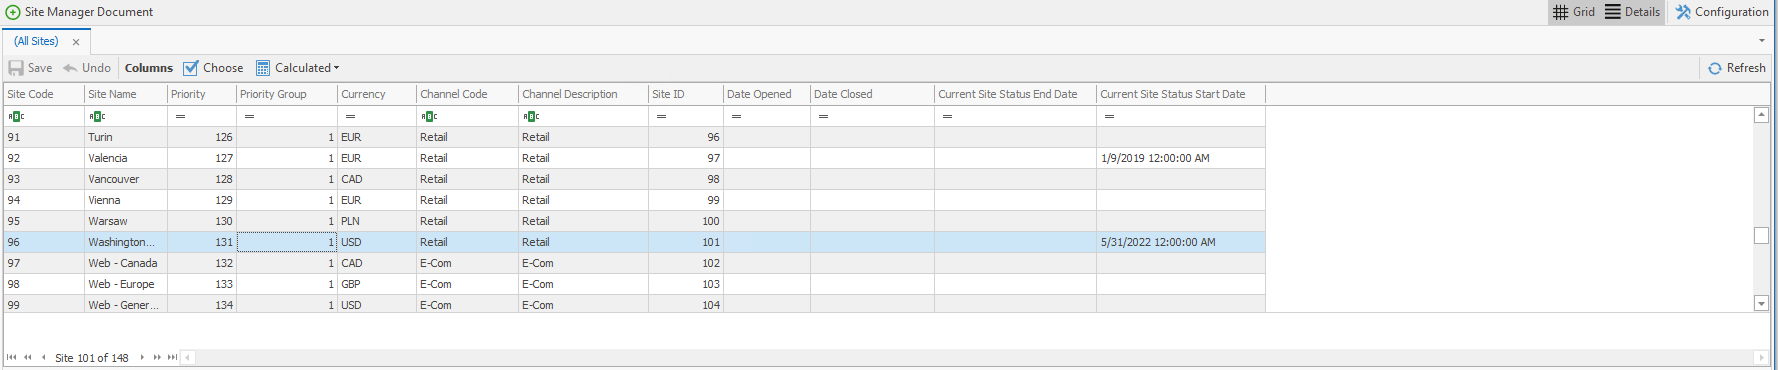 Site Manager Document Grid Details Configuration
(All Sites) ×
Save Undo Columns Choose Calculated Refresh
Site Code Site Name Priority Priority Group Currency Channel Code Channel Description Site ID Date Opened Date Closed Current Site Status End Date Current Site Status Start Date
ABC ABC = = = ABC ABC = = = = =
91 Turin 126 1 EUR Retail Retail 96
92 Valencia 127 1 EUR Retail Retail 97 1/9/2019 12:00:00 AM
93 Vancouver 128 1 CAD Retail Retail 98
94 Vienna 129 1 EUR Retail Retail 99
95 Warsaw 130 1 PLN Retail Retail 100
96 Washington... 131 1 USD Retail Retail 101 5/31/2022 12:00:00 AM
97 Web - Canada 132 1 CAD E-Com E-Com 102
98 Web - Europe 133 1 GBP E-Com E-Com 103
99 Web - Gener... 134 1 USD E-Com E-Com 104
Site 101 of 148